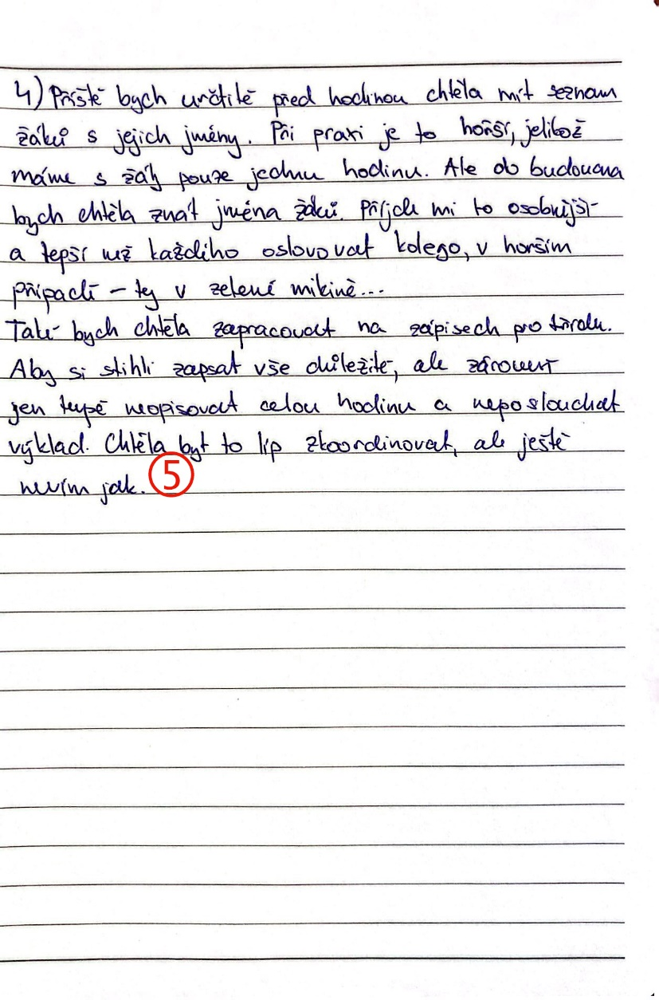 4) Příště bych určitě před hodinou chtěla mít seznam
žáků s jejich jmény. Při praxi je to horší, jelikož
máme s žáky pouze jednu hodinu. Ale do budoucna
bych chtěla znát jména žáků. Příjde mi to osobnější
a lepší než každého oslovovat kolego, v horším
případě – ty v zelené mikině...
Také bych chtěla zapracovat na zápisech pro třídu.
Aby si stihli zapsat vše důležité, ale zároveň
jen tupě neopisovat celou hodinu a neposlouchat
výklad. Chtěla byt to líp zkoordinovat, ale ještě
nevím jak. 5